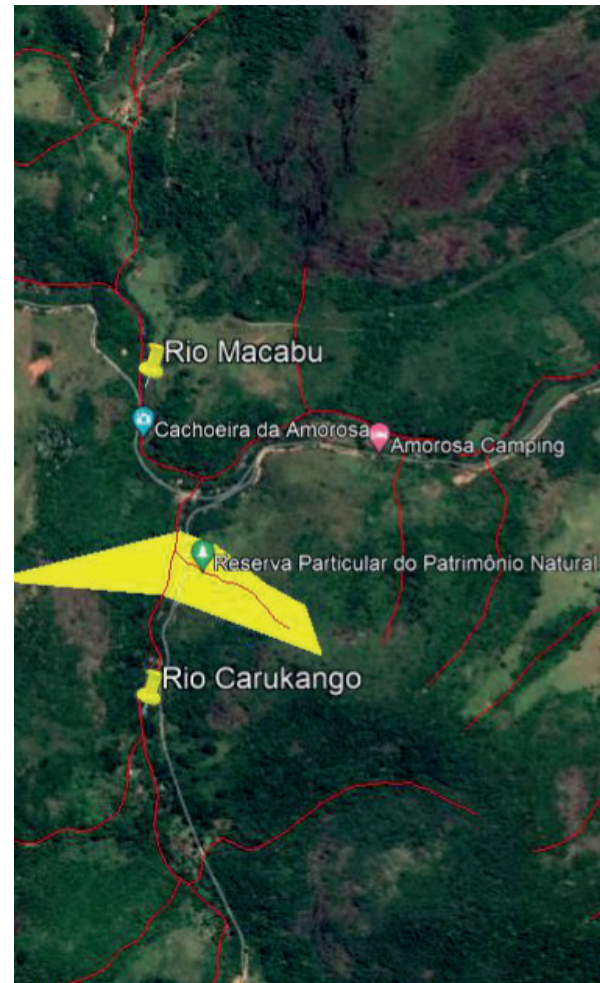 Rio Macabu
Cachoeira da Amorosa
Amorosa Camping
Reserva Particular do Patrimônio Natural
Rio Carukango